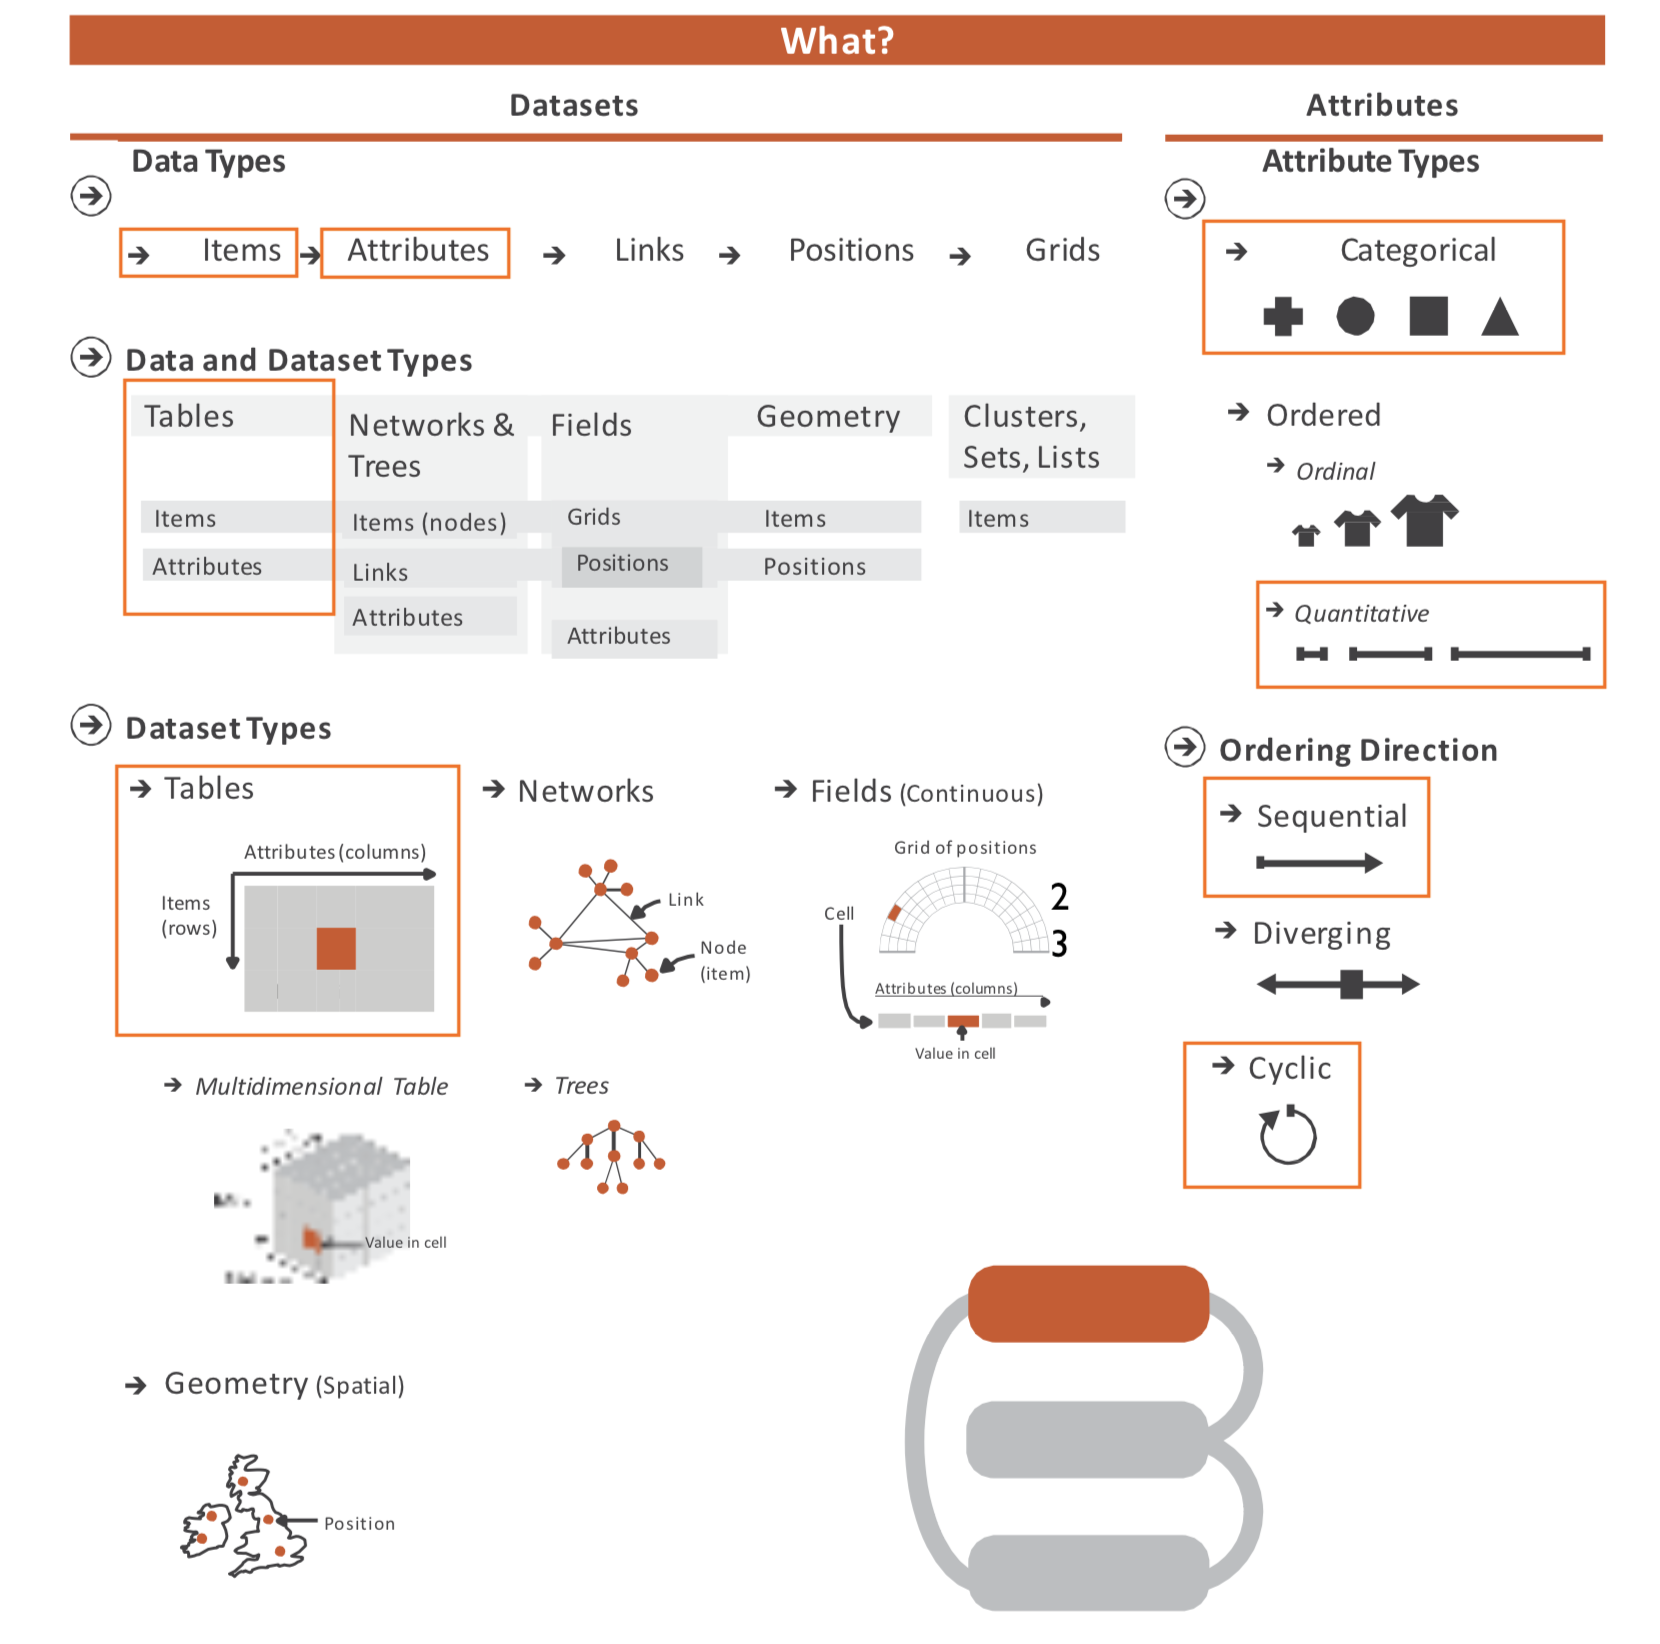 What?
Datasets
Attributes
Data Types
Attribute Types
Items
Attributes
Links
Positions
Grids
Categorical
Data and Dataset Types
Tables
Networks &
Trees
Fields
Geometry
Clusters,
Sets, Lists
Items
Items (nodes)
Grids
Items
Items
Attributes
Links
Positions
Positions
Attributes
Attributes
Ordered
Ordinal
Quantitative
Dataset Types
Tables
Attributes (columns)
Items
(rows)
Networks
Link
Node
(item)
Fields (Continuous)
Grid of positions
Cell
2
3
Attributes (columns)
Value in cell
Ordering Direction
Sequential
Diverging
Cyclic
Multidimensional Table
Value in cell
Trees
Geometry (Spatial)
Position